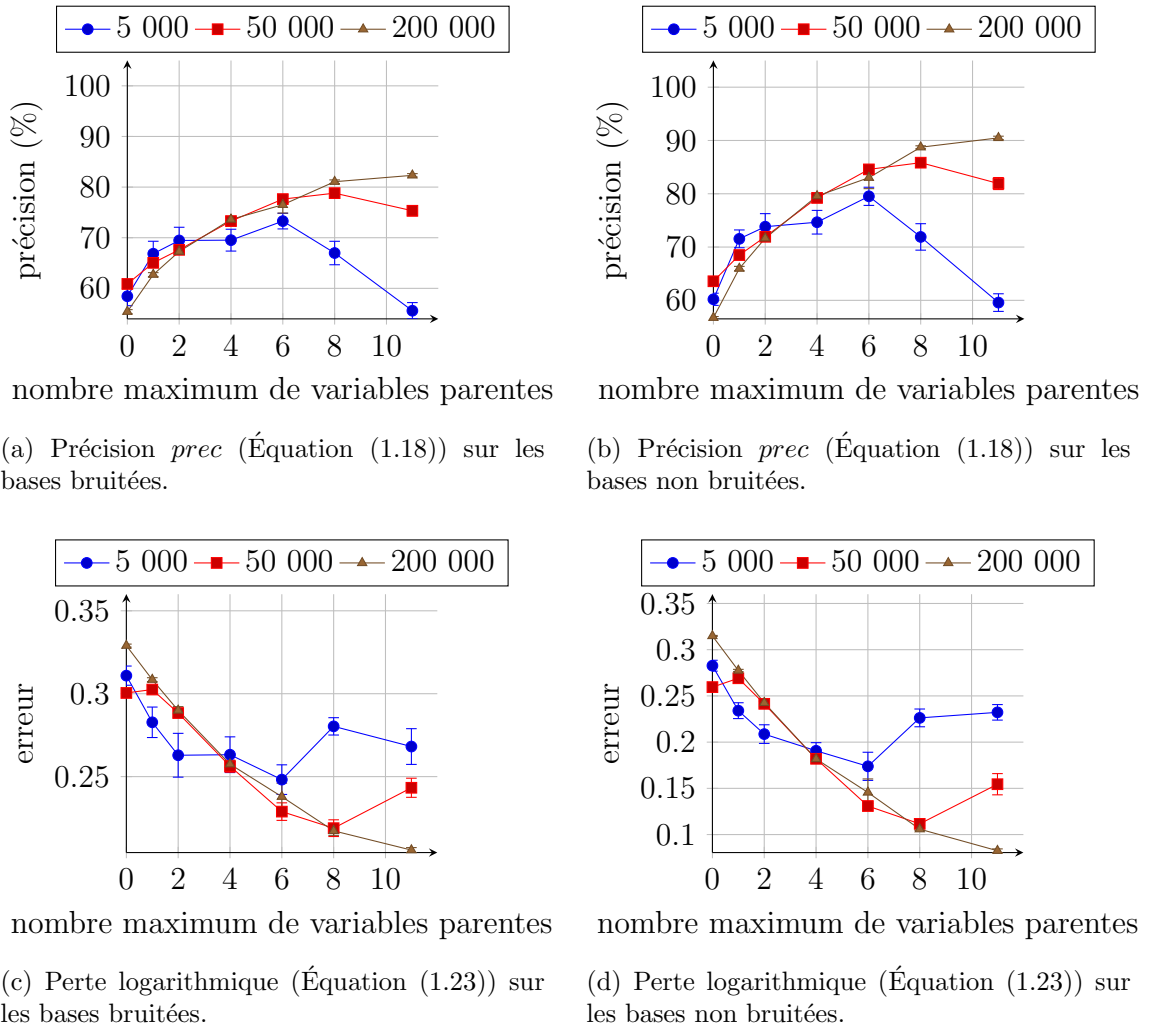 5 000 50 000 200 000
100
90
80
70
60
précision (%)
0 2 4 6 8 10
nombre maximum de variables parentes
(a) Précision prec (Équation (1.18)) sur les
bases bruitées.
5 000 50 000 200 000
100
90
80
70
60
précision (%)
0 2 4 6 8 10
nombre maximum de variables parentes
(b) Précision prec (Équation (1.18)) sur les
bases non bruitées.
5 000 50 000 200 000
0.35
0.3
0.25
erreur
0 2 4 6 8 10
nombre maximum de variables parentes
(c) Perte logarithmique (Équation (1.23)) sur
les bases bruitées.
5 000 50 000 200 000
0.35
0.3
0.25
0.2
0.15
0.1
erreur
0 2 4 6 8 10
nombre maximum de variables parentes
(d) Perte logarithmique (Équation (1.23)) sur
les bases non bruitées.